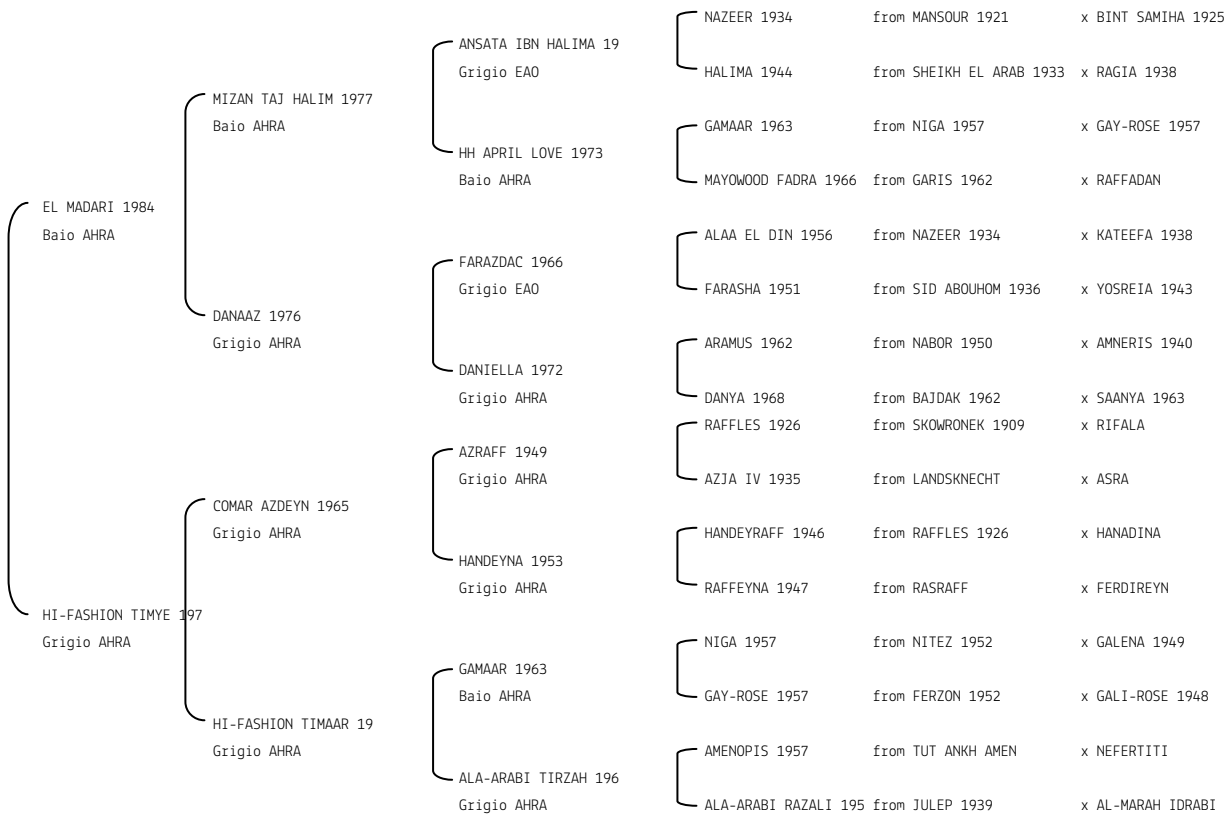 NAZEER 1934 from MANSOUR 1921 x BINT SAMIHA 1925
ANSATA IBN HALIMA 19
Grigio EAO
HALIMA 1944 from SHEIKH EL ARAB 1933 x RAGIA 1938
MIZAN TAJ HALIM 1977
Baio AHRA
GAMAAR 1963 from NIGA 1957 x GAY-ROSE 1957
HH APRIL LOVE 1973
Baio AHRA
MAYOWOOD FADRA 1966 from GARIS 1962 x RAFFADAN
EL MADARI 1984
Baio AHRA
ALAA EL DIN 1956 from NAZEER 1934 x KATEEFA 1938
FARAZDAC 1966
Grigio EAO
FARASHA 1951 from SID ABOUHOM 1936 x YOSREIA 1943
DANAAZ 1976
Grigio AHRA
ARAMUS 1962 from NABOR 1950 x AMNERIS 1940
DANIELLA 1972
Grigio AHRA
DANYA 1968 from BAJDAK 1962 x SAANYA 1963
RAFFLES 1926 from SKOWRONEK 1909 x RIFALA
AZRAFF 1949
Grigio AHRA
AZJA IV 1935 from LANDSKNECHT x ASRA
COMAR AZDEYN 1965
Grigio AHRA
HANDEYRAFF 1946 from RAFFLES 1926 x HANADINA
HANDEYNA 1953
Grigio AHRA
RAFFEYNA 1947 from RASRAFF x FERDIREYN
HI-FASHION TIMYE 197
Grigio AHRA
NIGA 1957 from NITEZ 1952 x GALENA 1949
GAMAAR 1963
Baio AHRA
GAY-ROSE 1957 from FERZON 1952 x GALI-ROSE 1948
HI-FASHION TIMAAR 19
Grigio AHRA
AMENOPIS 1957 from TUT ANKH AMEN x NEFERTITI
ALA-ARABI TIRZAH 196
Grigio AHRA
ALA-ARABI RAZALI 195 from JULEP 1939 x AL-MARAH IDRABI